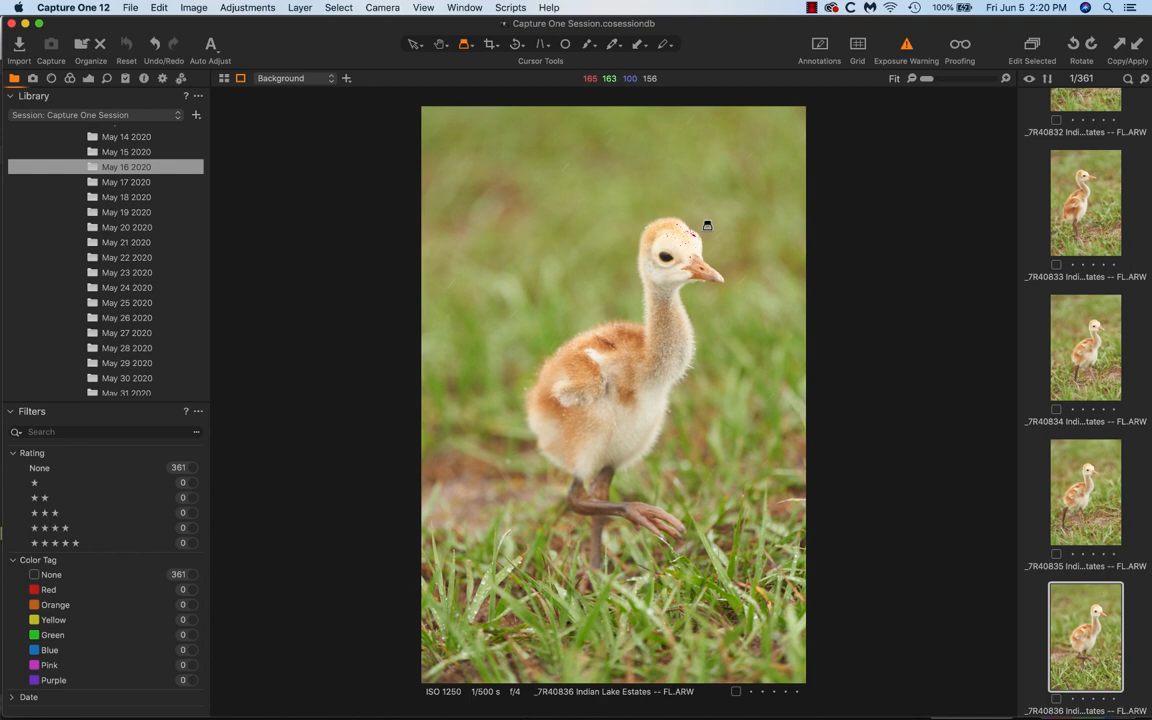 Capture One 12 File Edit Image Adjustments Layer Select Camera View Window Scripts Help 100% Fri Jun 5 2:20 PM
Capture One Session.cosessiondb
Import Capture Organize Reset Undo/Redo Auto Adjust Cursor Tools Annotations Grid Exposure Warning Proofing Edit Selected Rotate Copy/Apply
Background 165 163 100 156 Fit 1/361
Library ? ...
Session: Capture One Session
May 14 2020
May 15 2020
May 16 2020
May 17 2020
May 18 2020
May 19 2020
May 20 2020
May 21 2020
May 22 2020
May 23 2020
May 24 2020
May 25 2020
May 26 2020
May 27 2020
May 28 2020
May 29 2020
May 30 2020
May 31 2020
Filters ? ...
Search ...
Rating
None 361
★ 0
★★ 0
★★★ 0
★★★★ 0
★★★★★ 0
Color Tag
None 361
Red 0
Orange 0
Yellow 0
Green 0
Blue 0
Pink 0
Purple 0
Date
ISO 1250 1/500 s f/4 _7R40836 Indian Lake Estates -- FL.ARW
_7R40832 Indi...tates -- FL.ARW
_7R40833 Indi...tates -- FL.ARW
_7R40834 Indi...tates -- FL.ARW
_7R40835 Indi...tates -- FL.ARW
_7R40836 Indi...tates -- FL.ARW